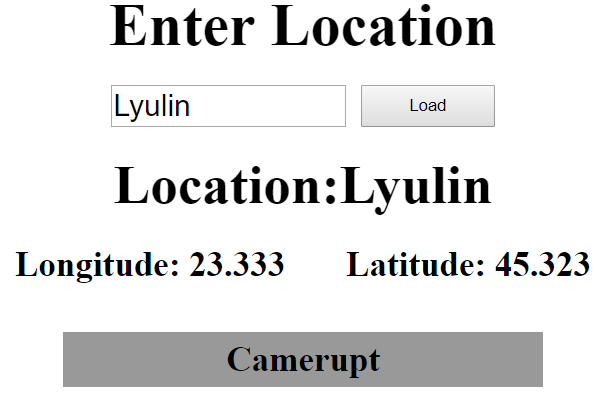 Enter Location
Lyulin Load
Location:Lyulin
Longitude: 23.333 Latitude: 45.323
Camerupt